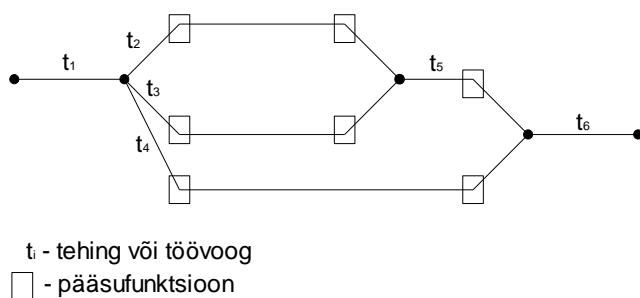 t₁
t₂
t₃
t₄
t₅
t₆
tᵢ - tehing või töövoog
- pääsufunktsioon